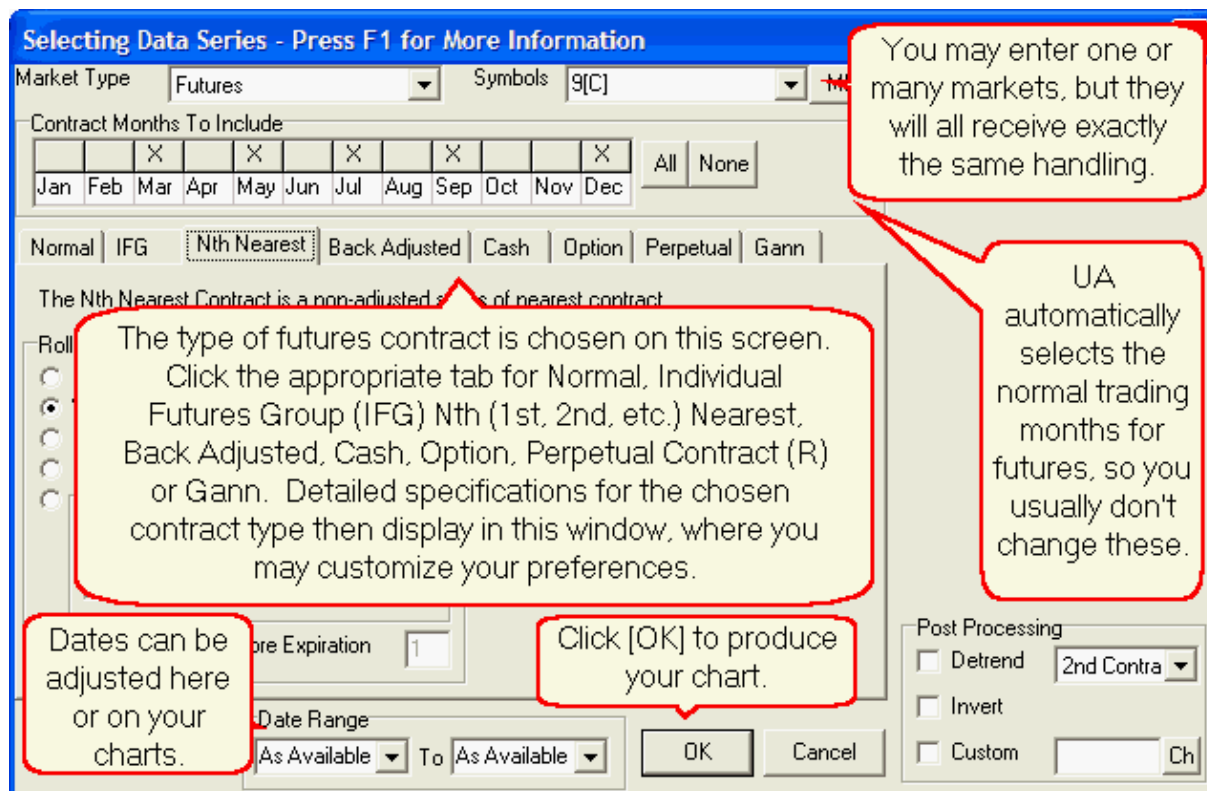 Selecting Data Series - Press F1 for More Information
Market Type Futures Symbols 9[C]
You may enter one or
many markets, but they
will all receive exactly
the same handling.
Contract Months To Include
X X X X X
Jan Feb Mar Apr May Jun Jul Aug Sep Oct Nov Dec
All None
Normal IFG Nth Nearest Back Adjusted Cash Option Perpetual Gann
UA
automatically
selects the
normal trading
months for
futures, so you
usually don't
change these.
The Nth Nearest Contract is a non-adjusted of nearest contract
Roll
The type of futures contract is chosen on this screen.
Click the appropriate tab for Normal, Individual
Futures Group (IFG) Nth (1st, 2nd, etc.) Nearest,
Back Adjusted, Cash, Option, Perpetual Contract (R)
or Gann. Detailed specifications for the chosen
contract type then display in this window, where you
may customize your preferences.
Dates can be
adjusted here
or on your
charts.
Expiration 1
Click [OK] to produce
your chart.
Date Range
As Available To As Available
OK Cancel
Post Processing
Detrend 2nd Contra
Invert
Custom Ch